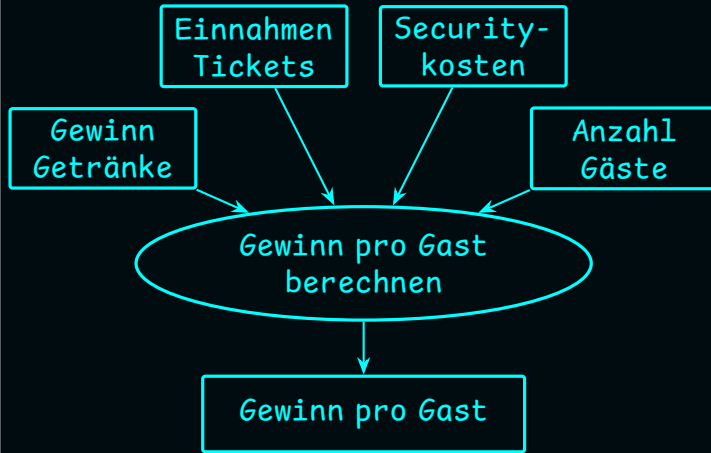 Einnahmen
Tickets
Security-
kosten
Gewinn
Getränke
Anzahl
Gäste
Gewinn pro Gast
berechnen
Gewinn pro Gast